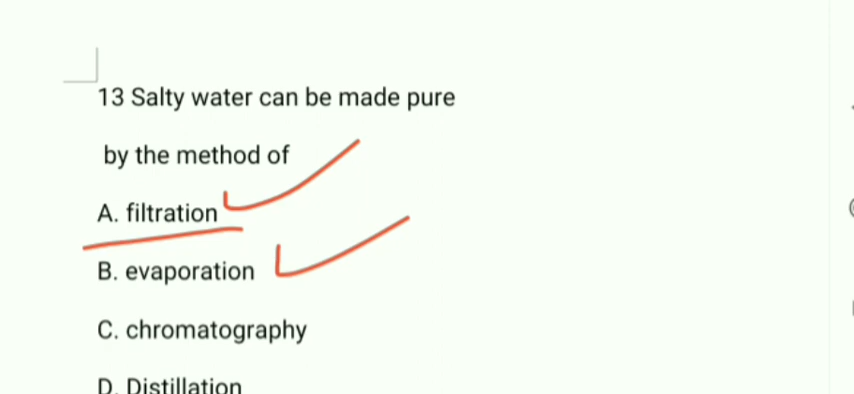 13 Salty water can be made pure
by the method of
A. filtration
B. evaporation
C. chromatography
D. Distillation